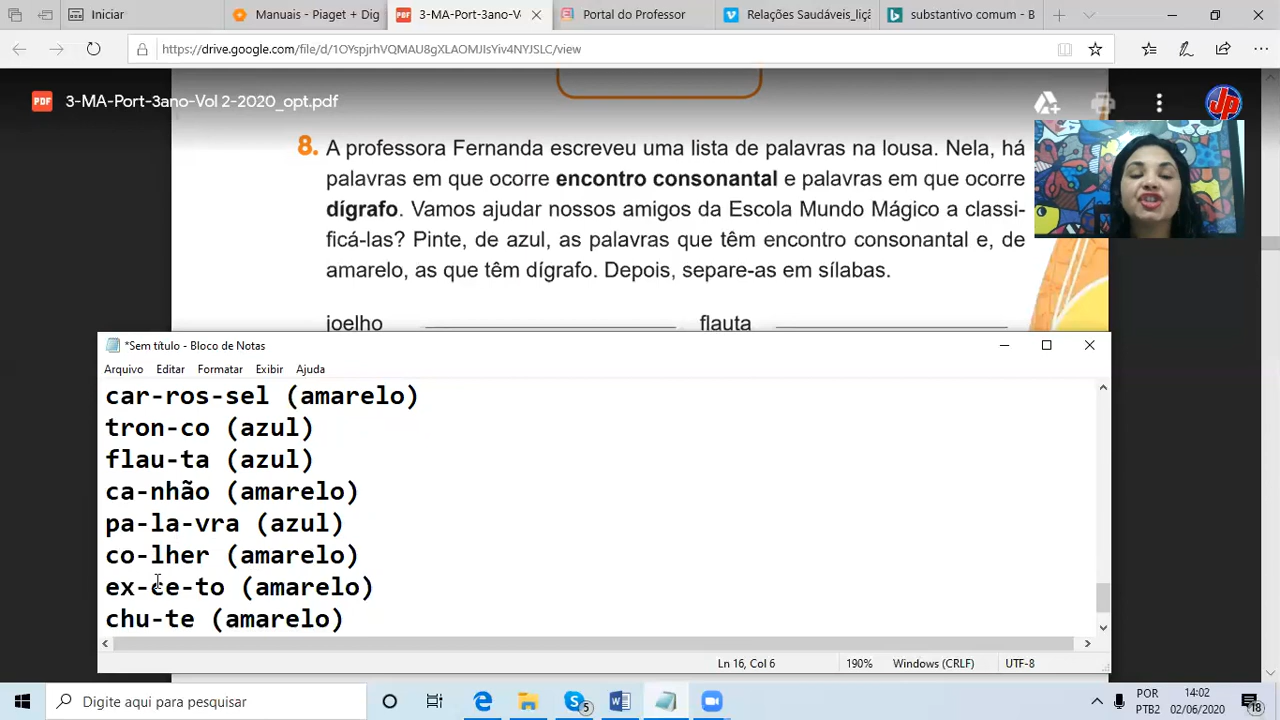 Iniciar
Manuais - Piaget + Digit
3-MA-Port-3ano-Vo
Portal do Professor
Relações Saudáveis_liçã
substantivo comum - B
https://drive.google.com/file/d/1OYspjrhVQMAU8gXLAOMJIsYiv4NYJSLC/view
PDF 3-MA-Port-3ano-Vol 2-2020_opt.pdf
JP
8. A professora Fernanda escreveu uma lista de palavras na lousa. Nela, há
palavras em que ocorre encontro consonantal e palavras em que ocorre
dígrafo. Vamos ajudar nossos amigos da Escola Mundo Mágico a classi-
ficá-las? Pinte, de azul, as palavras que têm encontro consonantal e, de
amarelo, as que têm dígrafo. Depois, separe-as em sílabas.
joelho flauta
*Sem título - Bloco de Notas
Arquivo Editar Formatar Exibir Ajuda
car-ros-sel (amarelo)
tron-co (azul)
flau-ta (azul)
ca-nhão (amarelo)
pa-la-vra (azul)
co-lher (amarelo)
ex-ce-to (amarelo)
chu-te (amarelo)
Ln 16, Col 6 190% Windows (CRLF) UTF-8
Digite aqui para pesquisar
5
POR
PTB2
14:02
02/06/2020
18